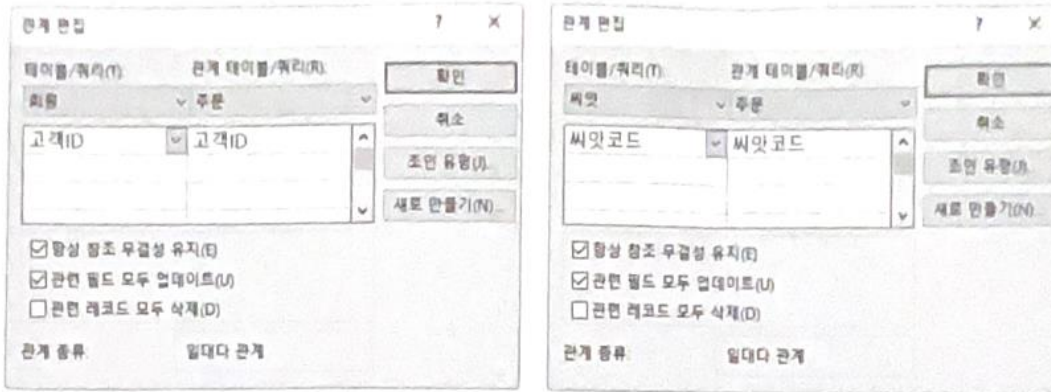 관계 편집 ? ×
테이블/쿼리(T): 관계 테이블/쿼리(R):
회원 주문
고객ID 고객ID
확인
취소
조인 유형(J)..
새로 만들기(N)..
항상 참조 무결성 유지(E)
관련 필드 모두 업데이트(U)
관련 레코드 모두 삭제(D)
관계 종류: 일대다 관계
관계 편집 ? ×
테이블/쿼리(T): 관계 테이블/쿼리(R):
씨앗 주문
씨앗코드 씨앗코드
확인
취소
조인 유형(J)..
새로 만들기(N)..
항상 참조 무결성 유지(E)
관련 필드 모두 업데이트(U)
관련 레코드 모두 삭제(D)
관계 종류: 일대다 관계